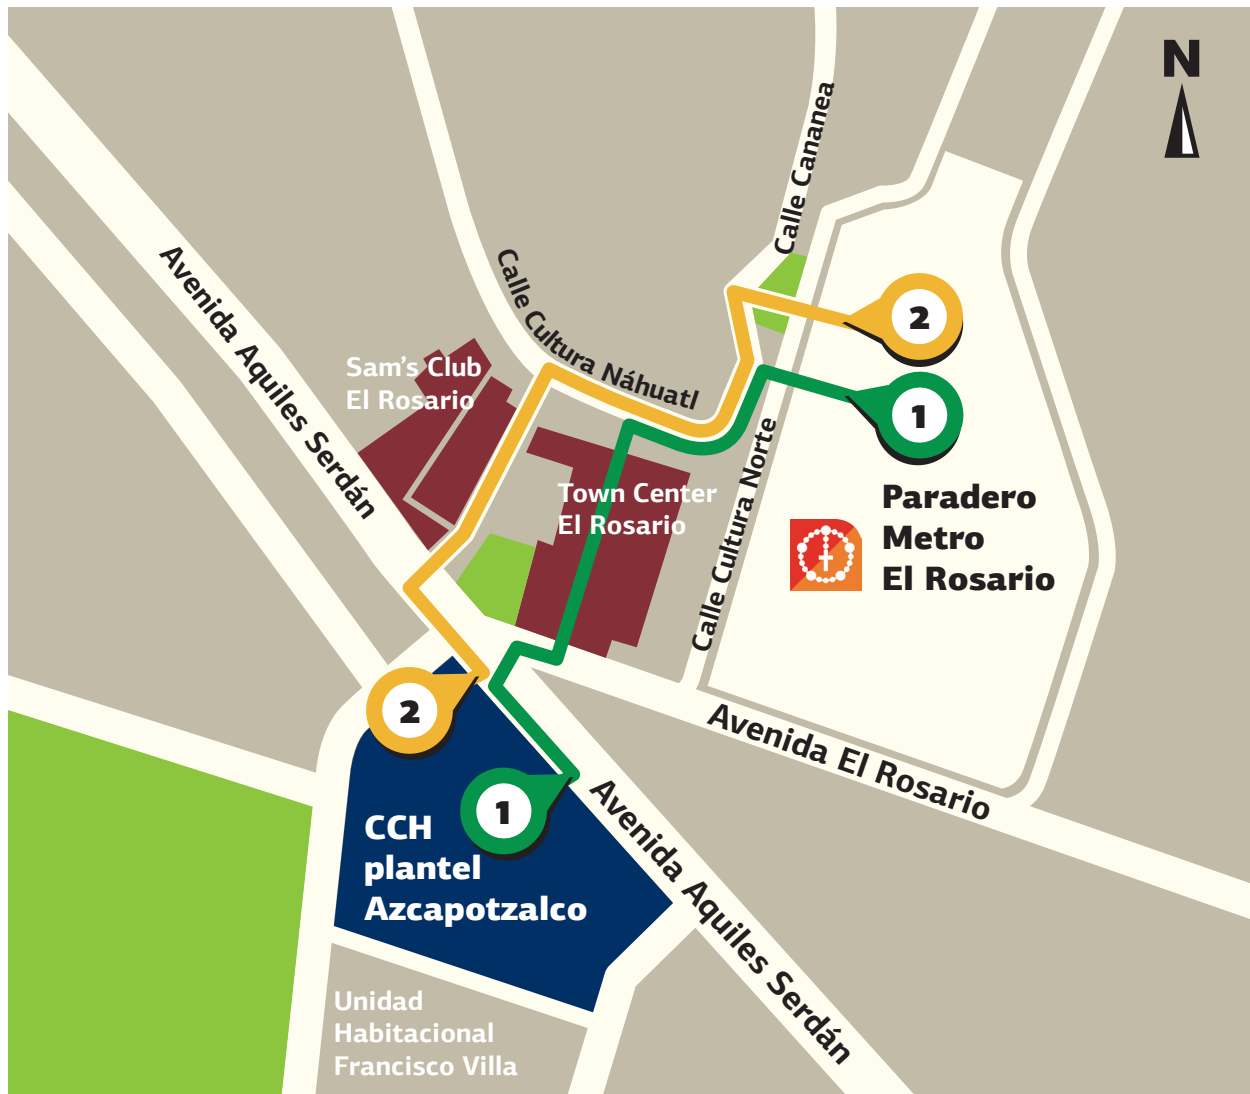 N
Calle Cananea
Avenida Aquiles Serdán
Calle Cultura Náhuatl
2
Sam's Club
El Rosario
1
Calle Cultura Norte
Town Center
El Rosario
Paradero
Metro
El Rosario
2
Avenida El Rosario
1
CCH
plantel
Azcapotzalco
Avenida Aquiles Serdán
Unidad
Habitacional
Francisco Villa